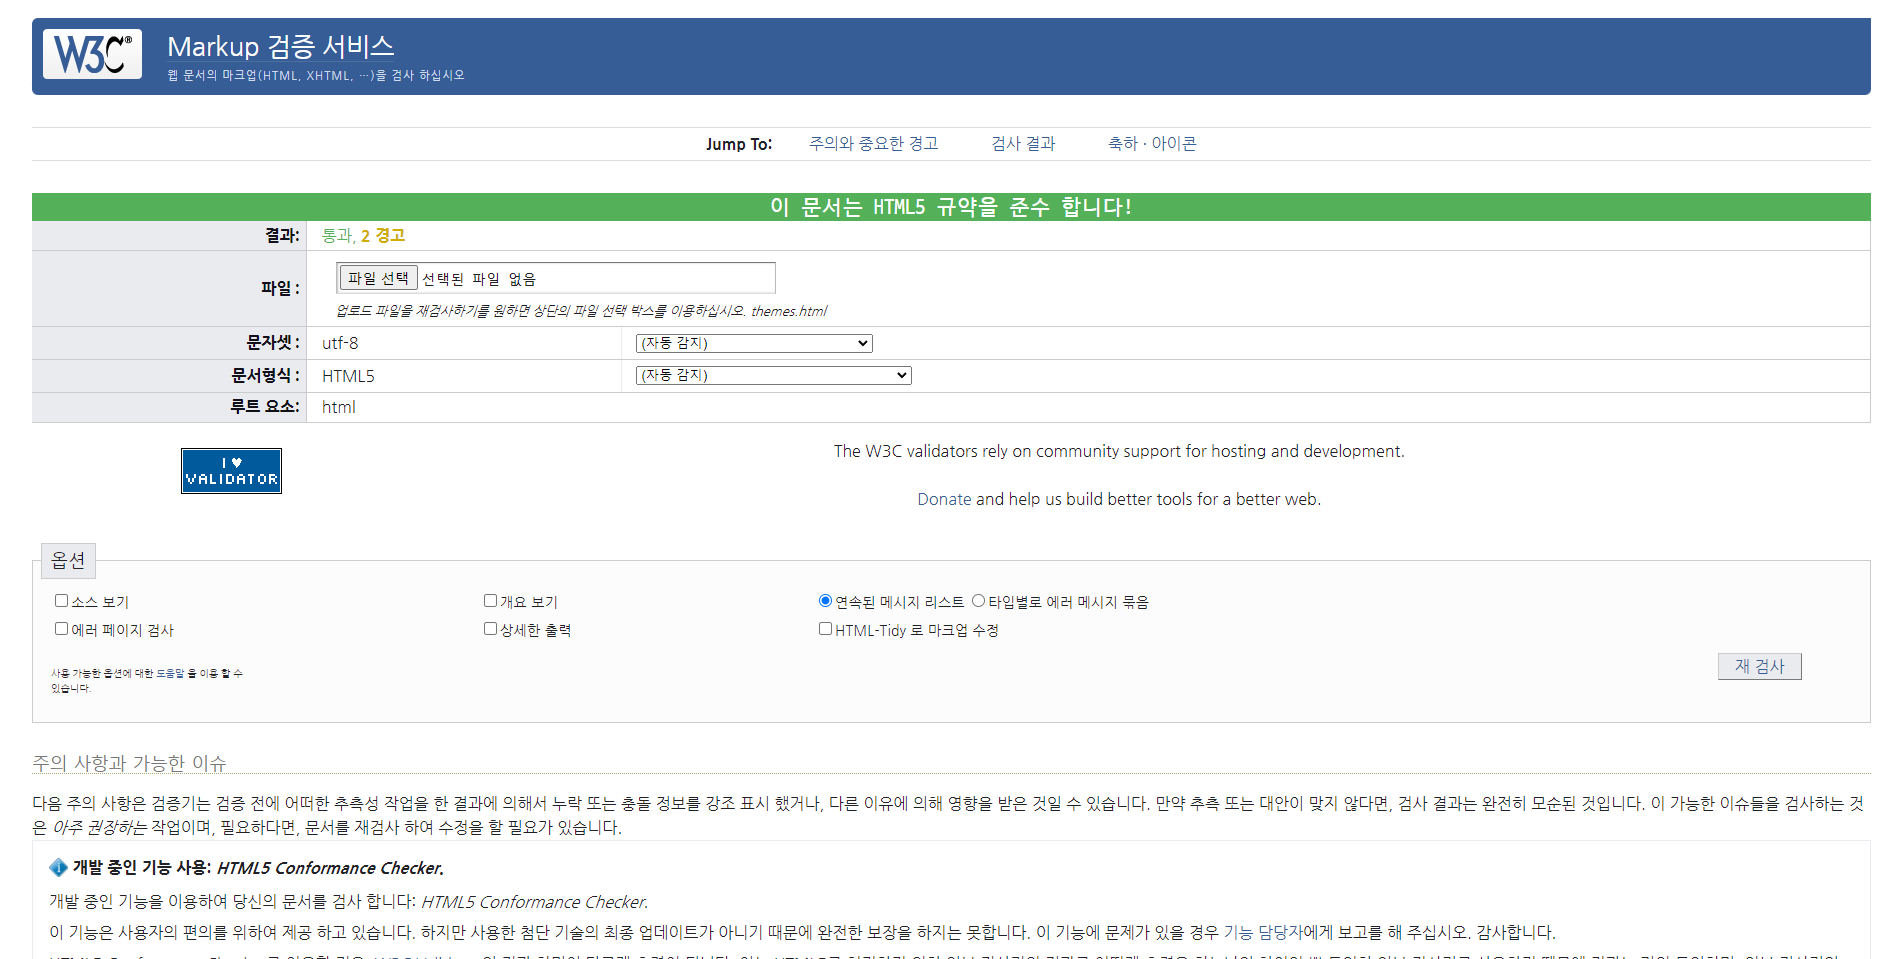 W3C®
Markup 검증 서비스
웹 문서의 마크업(HTML, XHTML, …)을 검사 하십시오
Jump To: 주의와 중요한 경고 검사 결과 축하 · 아이콘
이 문서는 HTML5 규약을 준수 합니다!
결과: 통과, 2 경고
파일 : 파일 선택 선택된 파일 없음
업로드 파일을 재검사하기를 원하면 상단의 파일 선택 박스를 이용하십시오. themes.html
문자셋 : utf-8 (자동 감지)
문서형식 : HTML5 (자동 감지)
루트 요소: html
I ♥
VALIDATOR
The W3C validators rely on community support for hosting and development.
Donate and help us build better tools for a better web.
옵션
소스 보기 개요 보기 연속된 메시지 리스트 타입별로 에러 메시지 묶음
에러 페이지 검사 상세한 출력 HTML-Tidy 로 마크업 수정
사용 가능한 옵션에 대한 도움말 을 이용 할 수
있습니다.
재 검사
주의 사항과 가능한 이슈
다음 주의 사항은 검증기는 검증 전에 어떠한 추측성 작업을 한 결과에 의해서 누락 또는 충돌 정보를 강조 표시 했거나, 다른 이유에 의해 영향을 받은 것일 수 있습니다. 만약 추측 또는 대안이 맞지 않다면, 검사 결과는 완전히 모순된 것입니다. 이 가능한 이슈들을 검사하는 것
은 아주 권장하는 작업이며, 필요하다면, 문서를 재검사 하여 수정을 할 필요가 있습니다.
개발 중인 기능 사용: HTML5 Conformance Checker.
개발 중인 기능을 이용하여 당신의 문서를 검사 합니다: HTML5 Conformance Checker.
이 기능은 사용자의 편의를 위하여 제공 하고 있습니다. 하지만 사용한 첨단 기술의 최종 업데이트가 아니기 때문에 완전한 보장을 하지는 못합니다. 이 기능에 문제가 있을 경우 기능 담당자에게 보고를 해 주십시오. 감사합니다.